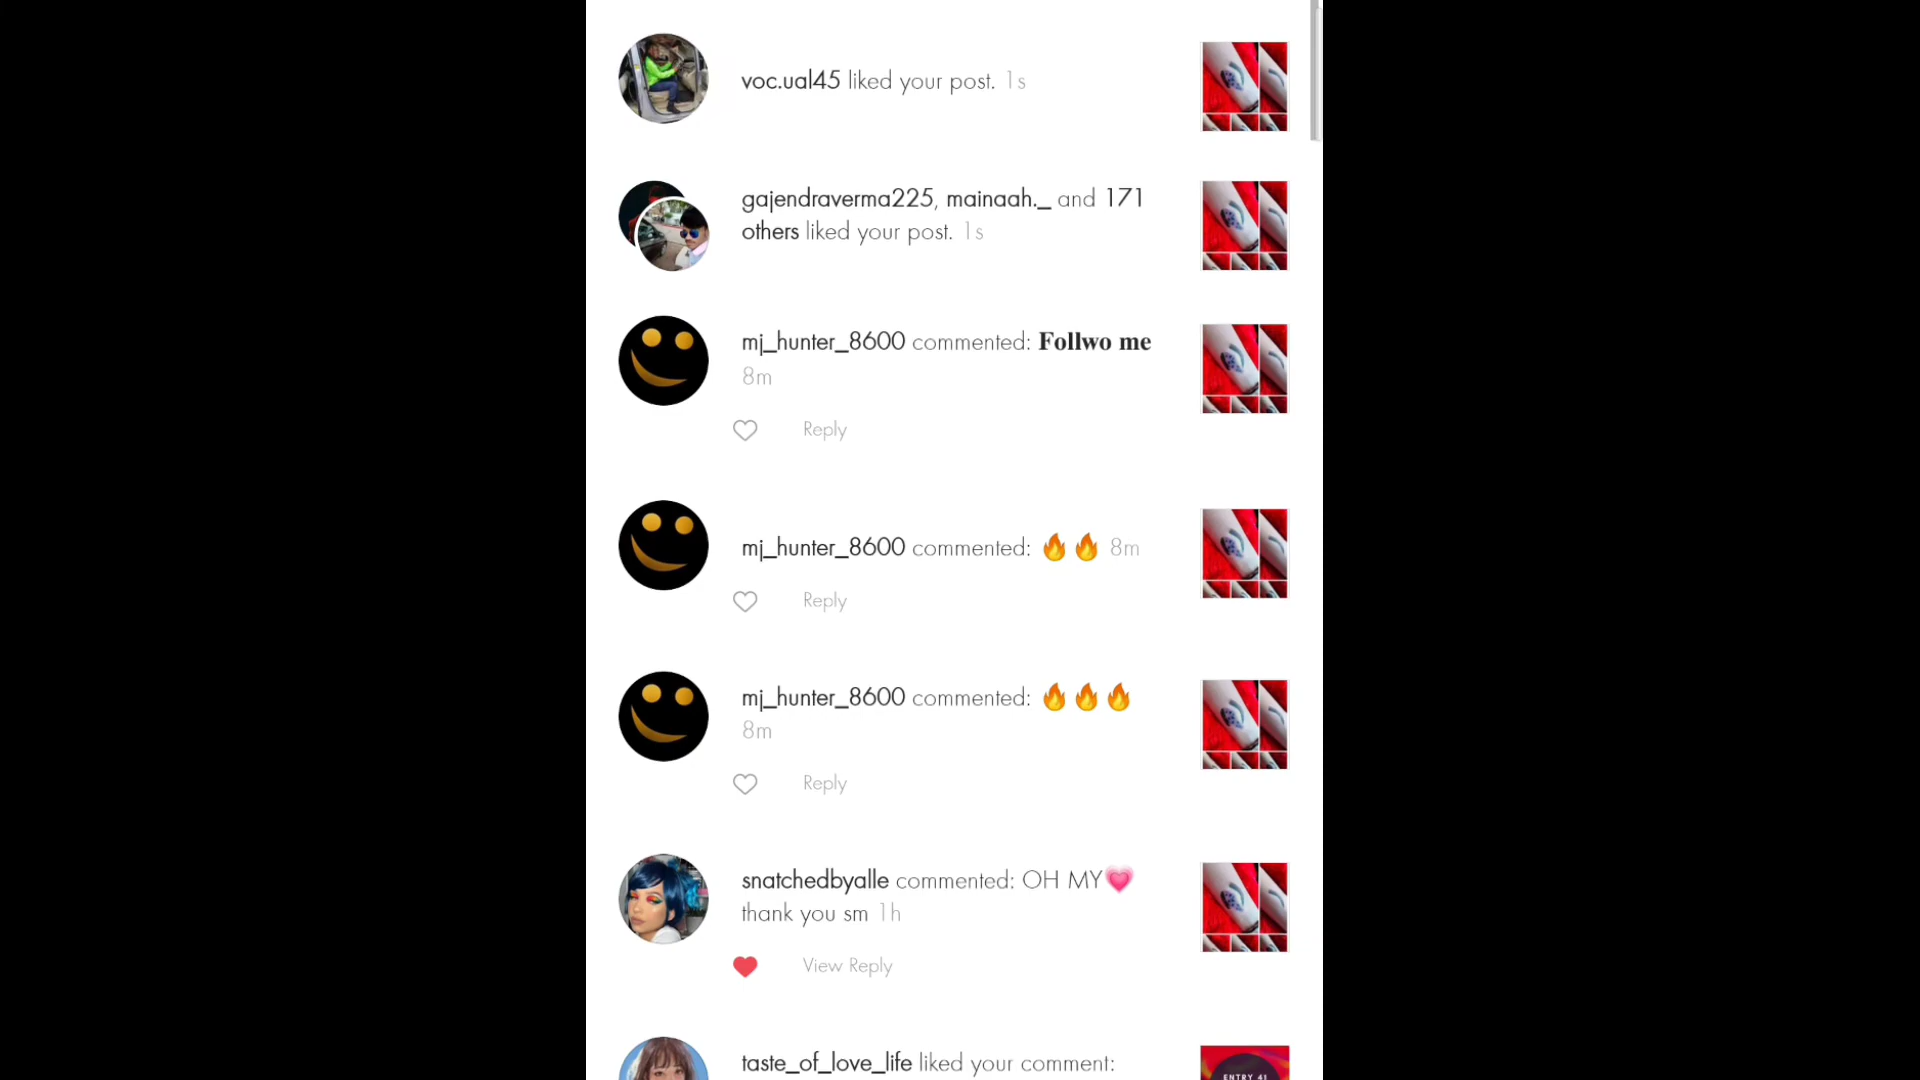 voc.ual45 liked your post. 1s
gajendraverma225, mainaah._ and 171
others liked your post. 1s
mj_hunter_8600 commented: Follwo me
8m
Reply
mj_hunter_8600 commented: 🔥🔥 8m
Reply
mj_hunter_8600 commented: 🔥🔥🔥
8m
Reply
snatchedbyalle commented: OH MY💗
thank you sm 1h
View Reply
taste_of_love_life liked your comment:
ENTRY 41